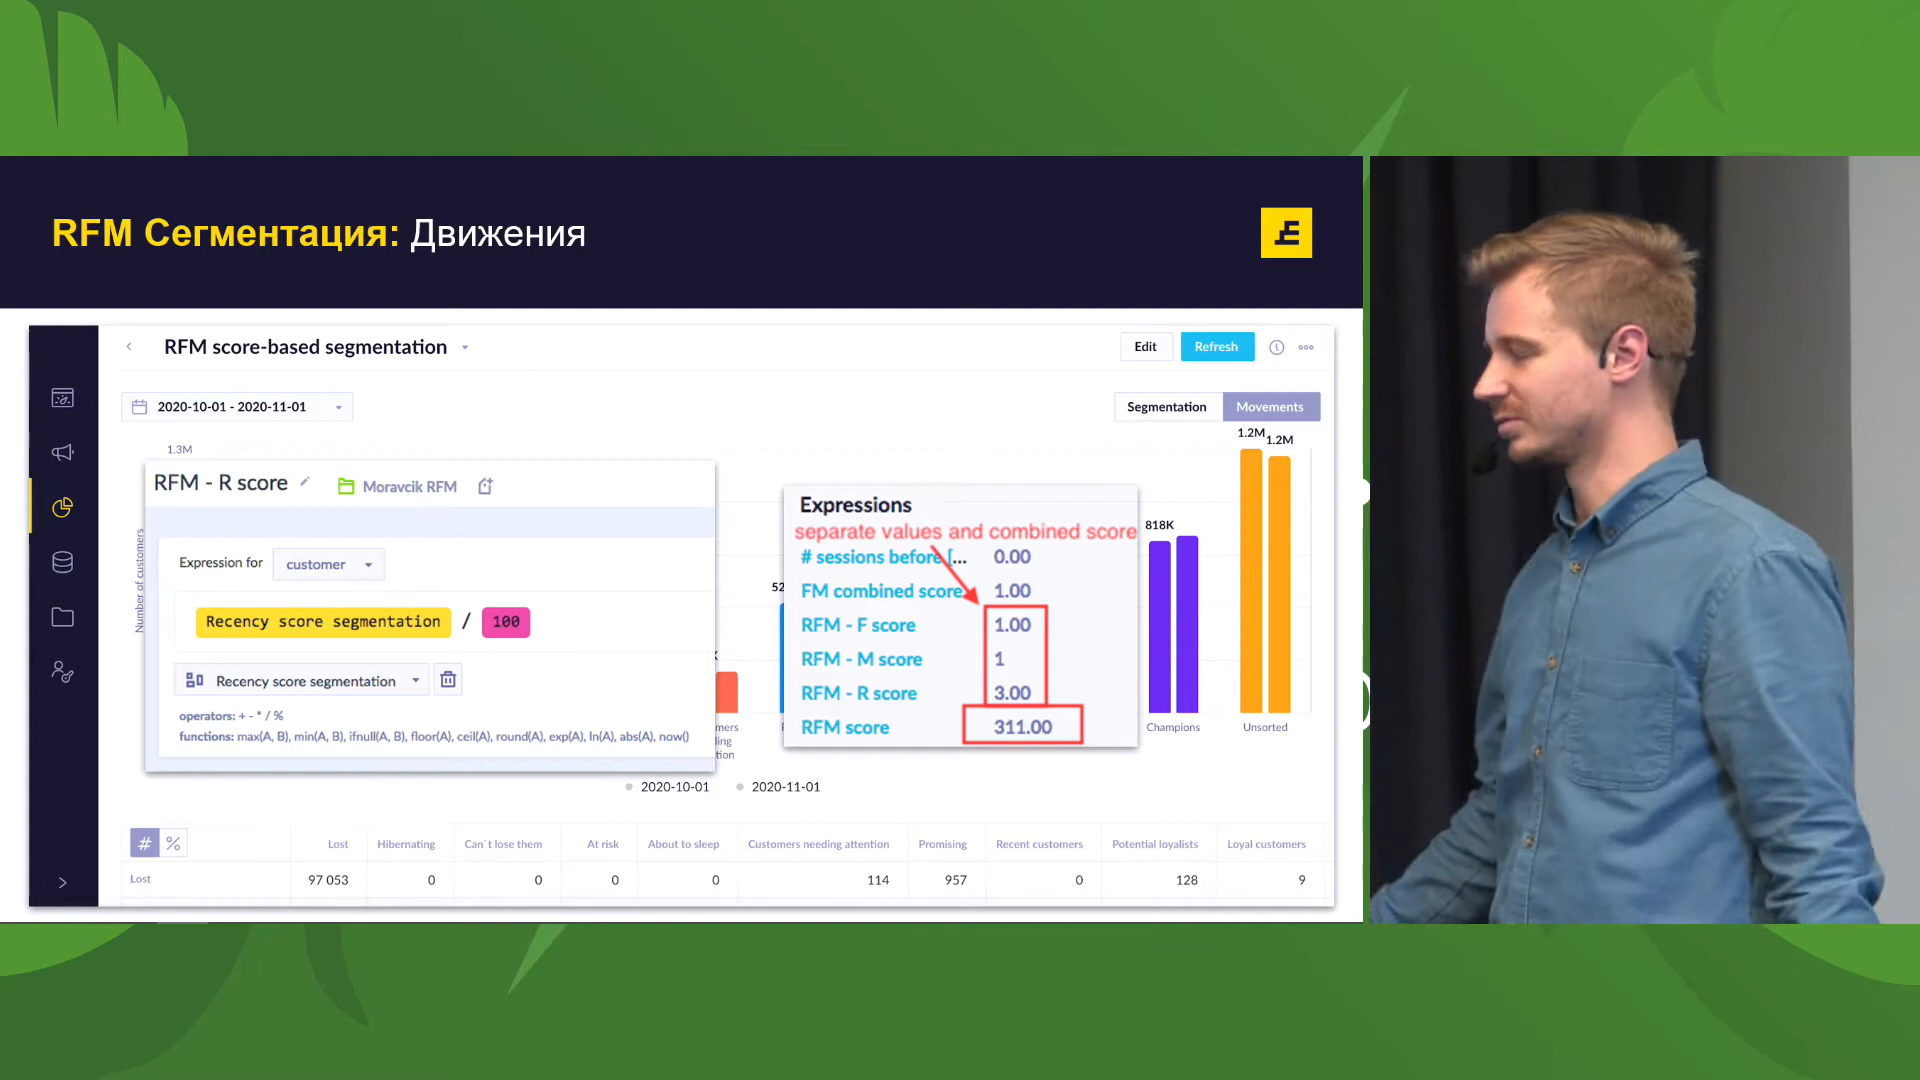 RFM Сегментация: Движения
RFM score-based segmentation
Edit
Refresh
2020-10-01 - 2020-11-01
Segmentation
Movements
1.3M
Number of customers
RFM - R score
Moravcik RFM
Expression for
customer
Recency score segmentation / 100
Recency score segmentation
operators: + - * / %
functions: max(A, B), min(A, B), ifnull(A, B), floor(A), ceil(A), round(A), exp(A), ln(A), abs(A), now()
Expressions
separate values and combined score
# sessions before [... 0.00
FM combined score 1.00
RFM - F score 1.00
RFM - M score 1
RFM - R score 3.00
RFM score 311.00
818K
1.2M
1.2M
Champions
Unsorted
2020-10-01
2020-11-01
# % Lost Hibernating Can`t lose them At risk About to sleep Customers needing attention Promising Recent customers Potential loyalists Loyal customers
Lost 97 053 0 0 0 0 114 957 0 128 9